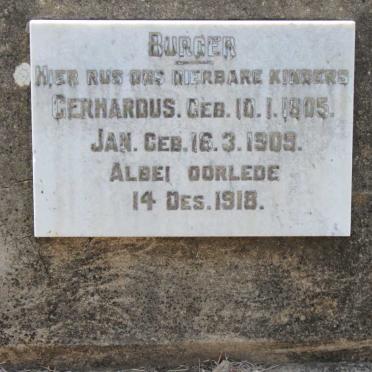 BURGER
HIER RUS ONS DIERBARE KINDERS
GERHARDUS. GEB. 10.1.1905.
JAN. GEB. 16.3.1909.
ALBEI OORLEDE
14 DES. 1918.